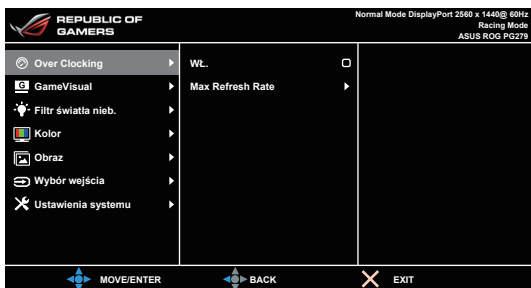 REPUBLIC OF
GAMERS
Normal Mode DisplayPort 2560 x 1440@ 60Hz
Racing Mode
ASUS ROG PG279
Over Clocking
WŁ.
G GameVisual
Max Refresh Rate
Filtr światła nieb.
Kolor
Obraz
Wybór wejścia
Ustawienia systemu
MOVE/ENTER
BACK
EXIT